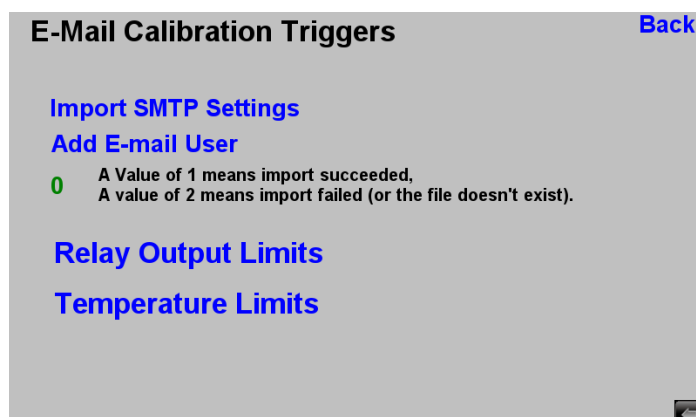 E-Mail Calibration Triggers
Back
Import SMTP Settings
Add E-mail User
0
A Value of 1 means import succeeded,
A value of 2 means import failed (or the file doesn't exist).
Relay Output Limits
Temperature Limits